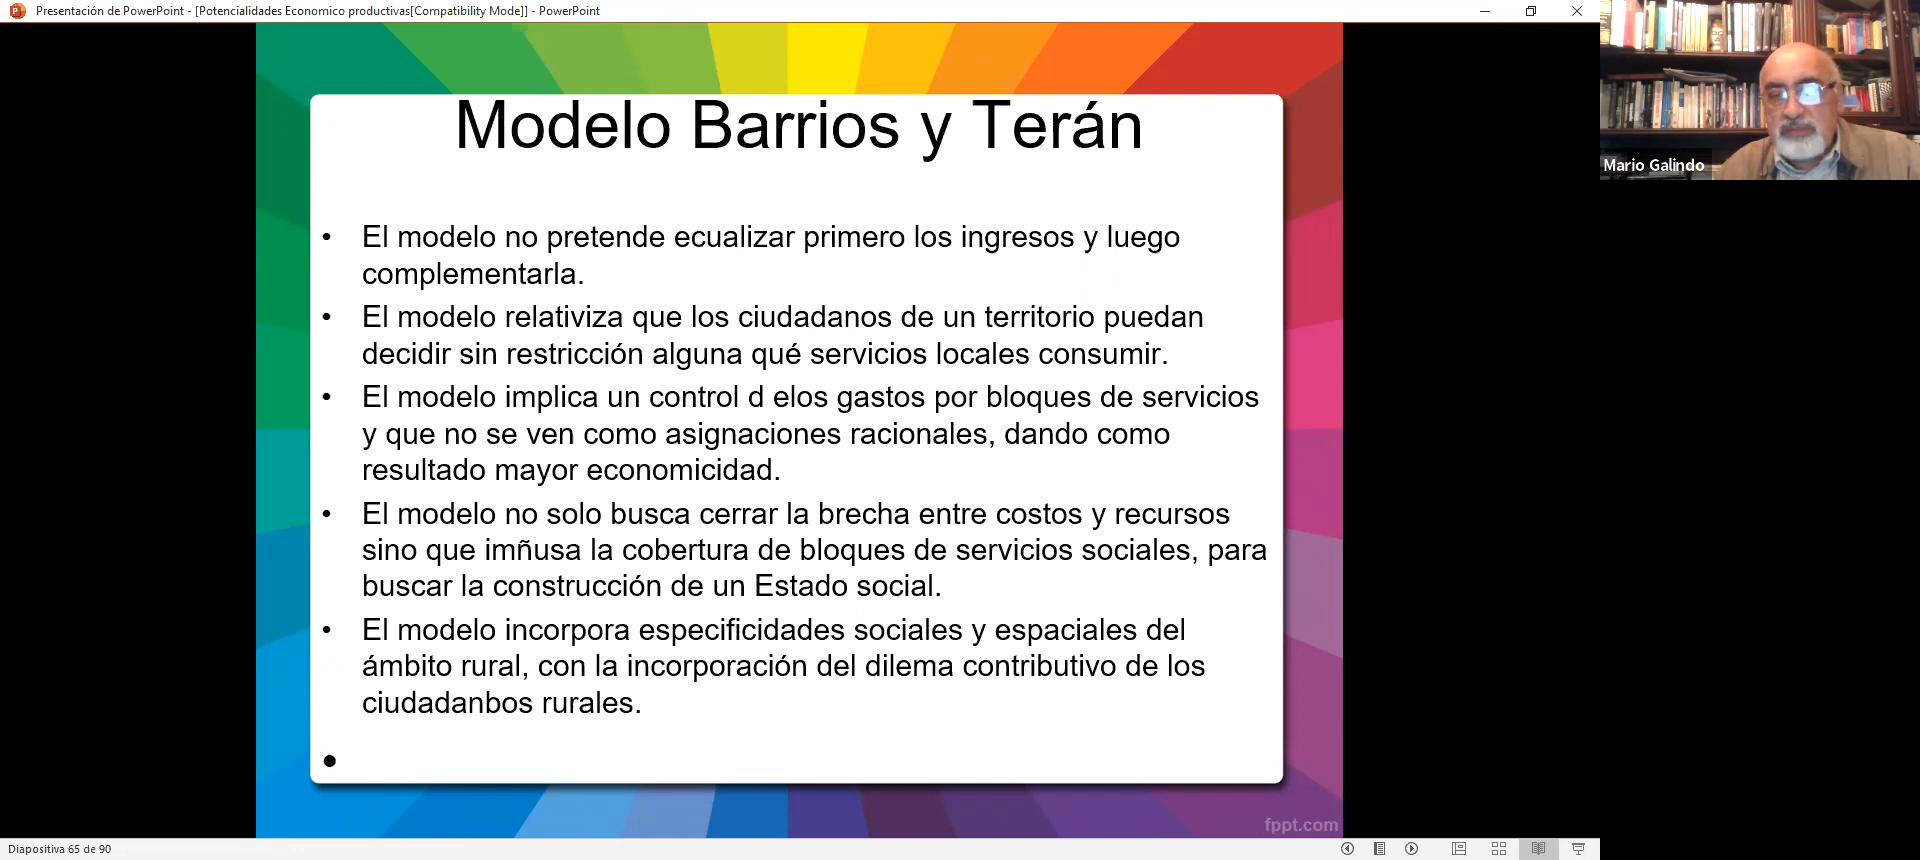 Presentación de PowerPoint - [Potencialidades Economico productivas[Compatibility Mode]] - PowerPoint
Modelo Barrios y Terán
• El modelo no pretende ecualizar primero los ingresos y luego
complementarla.
• El modelo relativiza que los ciudadanos de un territorio puedan
decidir sin restricción alguna qué servicios locales consumir.
• El modelo implica un control d elos gastos por bloques de servicios
y que no se ven como asignaciones racionales, dando como
resultado mayor economicidad.
• El modelo no solo busca cerrar la brecha entre costos y recursos
sino que imñusa la cobertura de bloques de servicios sociales, para
buscar la construcción de un Estado social.
• El modelo incorpora especificidades sociales y espaciales del
ámbito rural, con la incorporación del dilema contributivo de los
ciudadanbos rurales.
•
fppt.com
Diapositiva 65 de 90
Mario Galindo